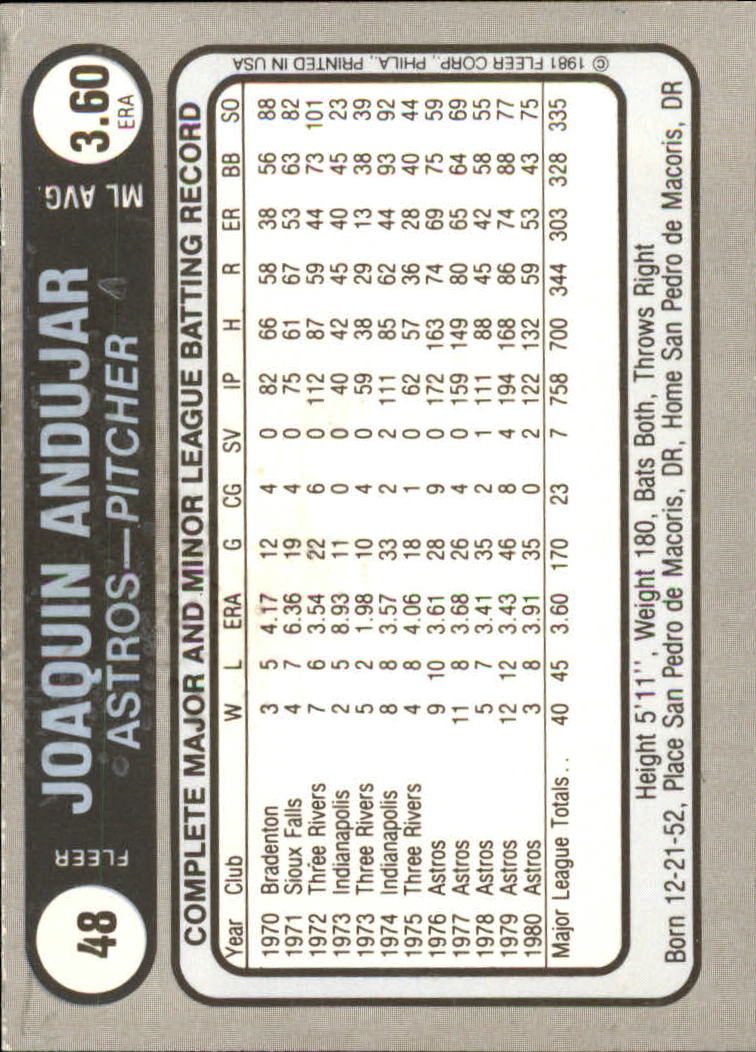 48 FLEER JOAQUIN ANDUJAR ML AVG. 3.60
ASTROS—PITCHER ERA
COMPLETE MAJOR AND MINOR LEAGUE BATTING RECORD
Year Club W L ERA G CG SV IP H R ER BB SO
1970 Bradenton 3 5 4.17 12 4 0 82 66 58 38 56 88
1971 Sioux Falls 4 7 6.36 19 4 0 75 61 67 53 63 82
1972 Three Rivers 7 6 3.54 22 6 0 112 87 59 44 73 101
1973 Indianapolis 2 5 8.93 11 0 0 40 42 45 40 45 23
1973 Three Rivers 5 2 1.98 10 4 0 59 38 29 13 38 39
1974 Indianapolis 8 8 3.57 33 2 2 111 85 62 44 93 92
1975 Three Rivers 4 8 4.06 18 1 0 62 57 36 28 40 44
1976 Astros 9 10 3.61 28 9 0 172 163 74 69 75 59
1977 Astros 11 8 3.68 26 4 0 159 149 80 65 64 69
1978 Astros 5 7 3.41 35 2 1 111 88 45 42 58 55
1979 Astros 12 12 3.43 46 8 4 194 168 86 74 88 77
1980 Astros 3 8 3.91 35 0 2 122 132 59 53 43 75
Major League Totals.. 40 45 3.60 170 23 7 758 700 344 303 328 335
Height 5'11", Weight 180, Bats Both, Throws Right
Born 12-21-52, Place San Pedro de Macoris, DR, Home San Pedro de Macoris, DR
© 1981 FLEER CORP., PHILA., PRINTED IN USA